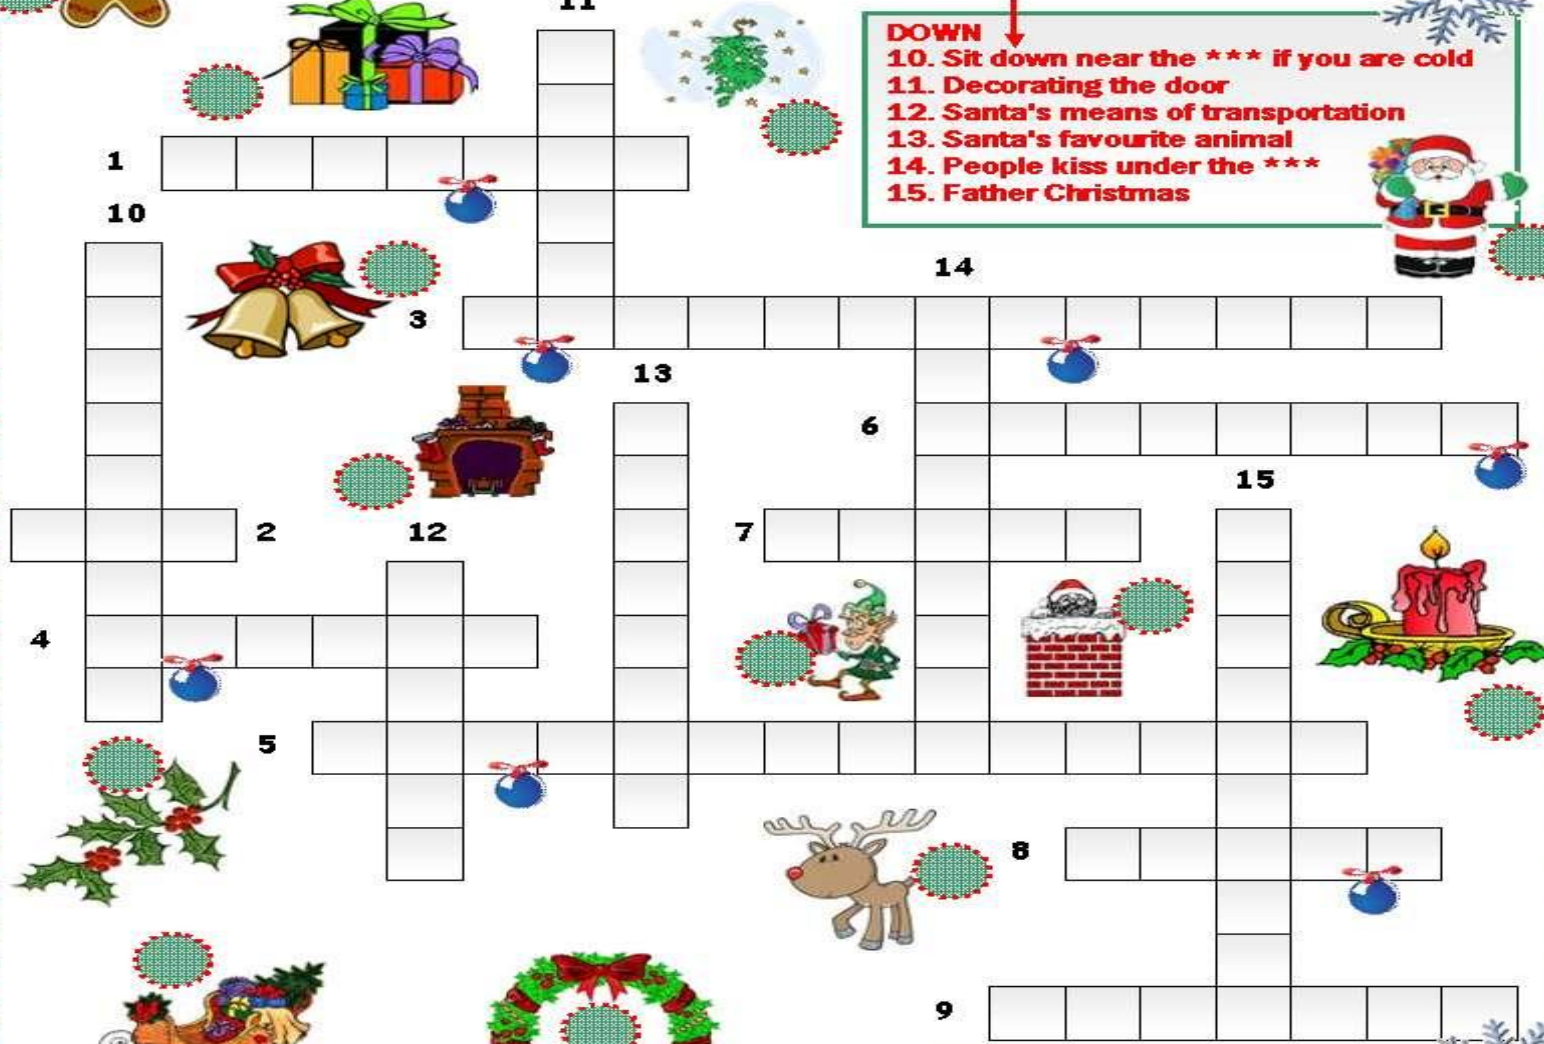 11
DOWN
10. Sit down near the *** if you are cold
11. Decorating the door
12. Santa's means of transportation
13. Santa's favourite animal
14. People kiss under the ***
15. Father Christmas
1
10
14
3
13
6
15
2
12
7
4
5
8
9